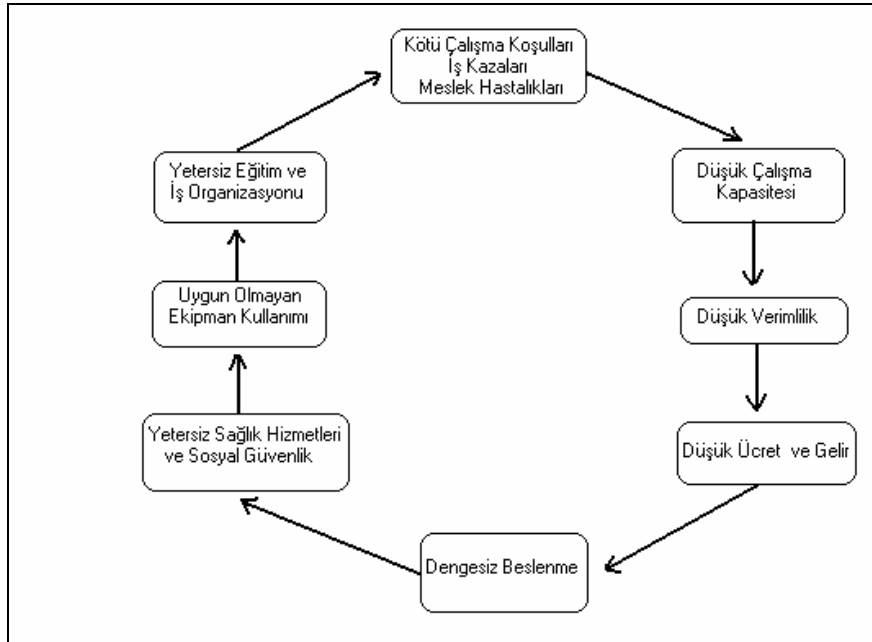 Kötü Çalışma Koşulları
İş Kazaları
Meslek Hastalıkları
Düşük Çalışma
Kapasitesi
Düşük Verimlilik
Düşük Ücret ve Gelir
Dengesiz Beslenme
Yetersiz Sağlık Hizmetleri
ve Sosyal Güvenlik
Uygun Olmayan
Ekipman Kullanımı
Yetersiz Eğitim ve
İş Organizasyonu